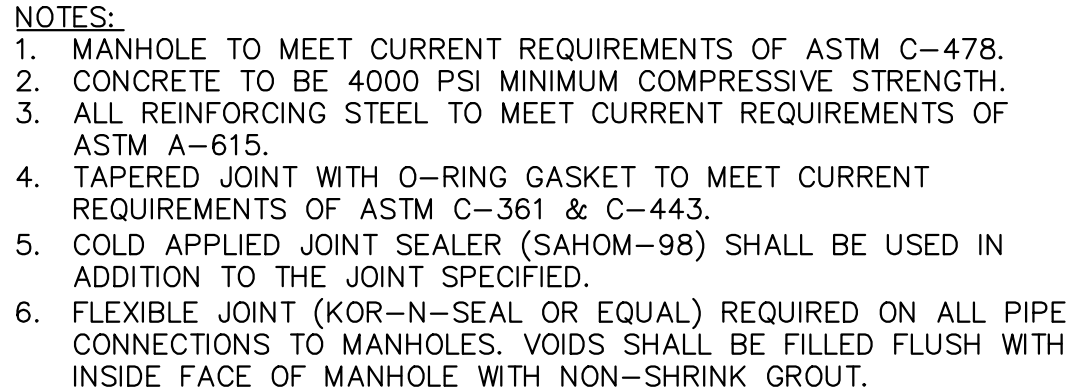 NOTES:
1. MANHOLE TO MEET CURRENT REQUIREMENTS OF ASTM C-478.
2. CONCRETE TO BE 4000 PSI MINIMUM COMPRESSIVE STRENGTH.
3. ALL REINFORCING STEEL TO MEET CURRENT REQUIREMENTS OF
ASTM A-615.
4. TAPERED JOINT WITH O-RING GASKET TO MEET CURRENT
REQUIREMENTS OF ASTM C-361 & C-443.
5. COLD APPLIED JOINT SEALER (SAHOM-98) SHALL BE USED IN
ADDITION TO THE JOINT SPECIFIED.
6. FLEXIBLE JOINT (KOR-N-SEAL OR EQUAL) REQUIRED ON ALL PIPE
CONNECTIONS TO MANHOLES. VOIDS SHALL BE FILLED FLUSH WITH
INSIDE FACE OF MANHOLE WITH NON-SHRINK GROUT.